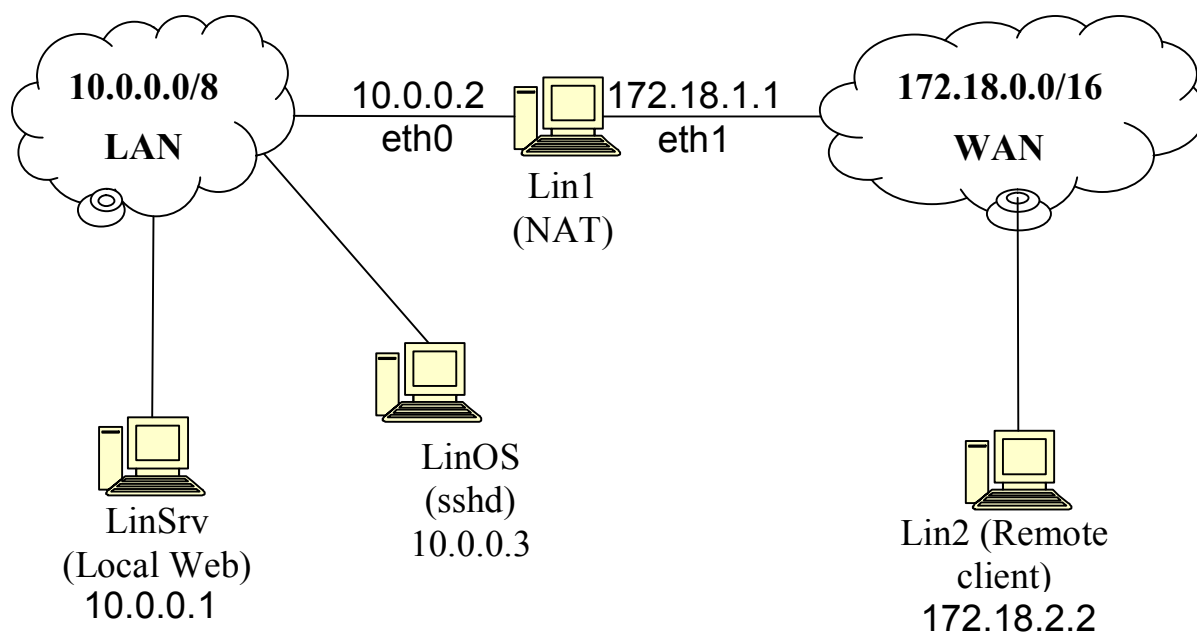 10.0.0.0/8
LAN
10.0.0.2
eth0
172.18.1.1
eth1
Lin1
(NAT)
172.18.0.0/16
WAN
LinSrv
(Local Web)
10.0.0.1
LinOS
(sshd)
10.0.0.3
Lin2 (Remote
client)
172.18.2.2